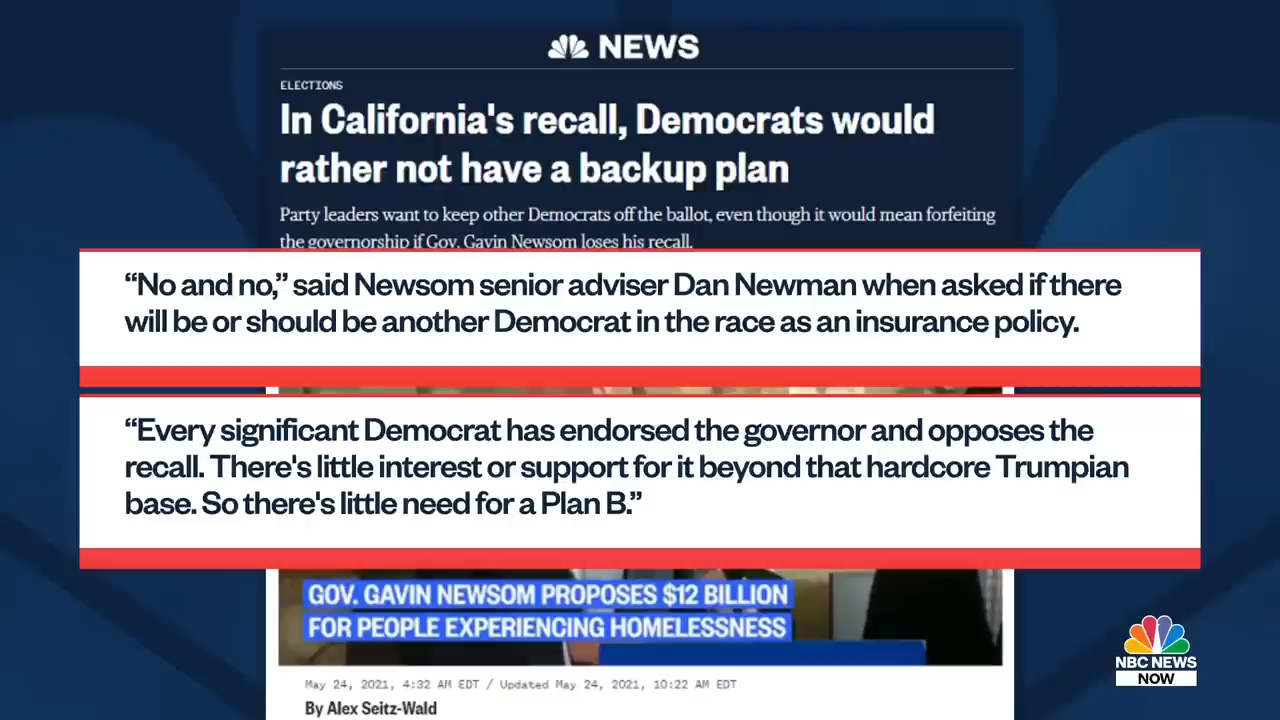 NEWS
ELECTIONS
In California's recall, Democrats would
rather not have a backup plan
Party leaders want to keep other Democrats off the ballot, even though it would mean forfeiting
the governorship if Gov. Gavin Newsom loses his recall.
“No and no,” said Newsom senior adviser Dan Newman when asked if there
will be or should be another Democrat in the race as an insurance policy.
“Every significant Democrat has endorsed the governor and opposes the
recall. There's little interest or support for it beyond that hardcore Trumpian
base. So there's little need for a Plan B.”
GOV. GAVIN NEWSOM PROPOSES $12 BILLION
FOR PEOPLE EXPERIENCING HOMELESSNESS
NBC NEWS
NOW
May 24, 2021, 4:32 AM EDT / Updated May 24, 2021, 10:22 AM EDT
By Alex Seitz-Wald